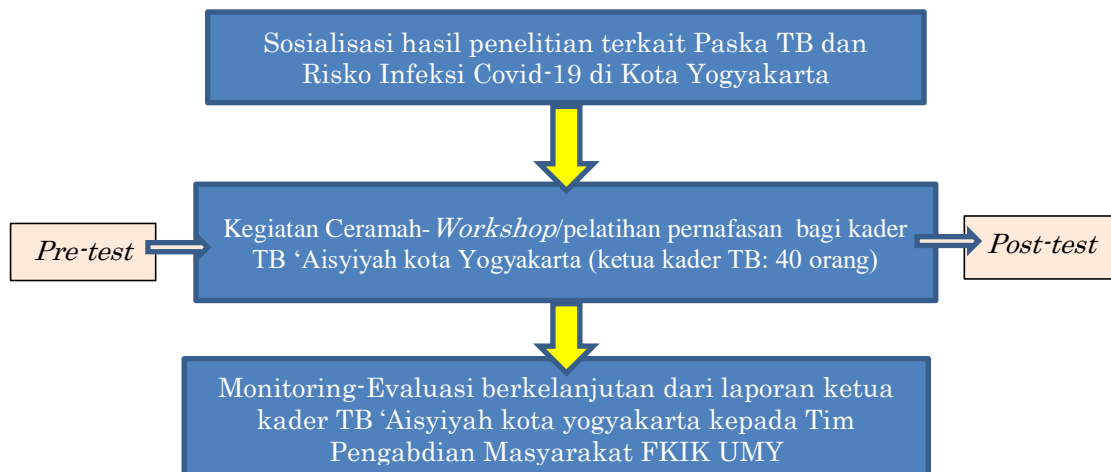 Sosialisasi hasil penelitian terkait Paska TB dan
Risiko Infeksi Covid-19 di Kota Yogyakarta
Pre-test
Kegiatan Ceramah-Workshop/pelatihan pernafasan bagi kader
TB ‘Aisyiyah kota Yogyakarta (ketua kader TB: 40 orang)
Post-test
Monitoring-Evaluasi berkelanjutan dari laporan ketua
kader TB ‘Aisyiyah kota yogyakarta kepada Tim
Pengabdian Masyarakat FKIK UMY